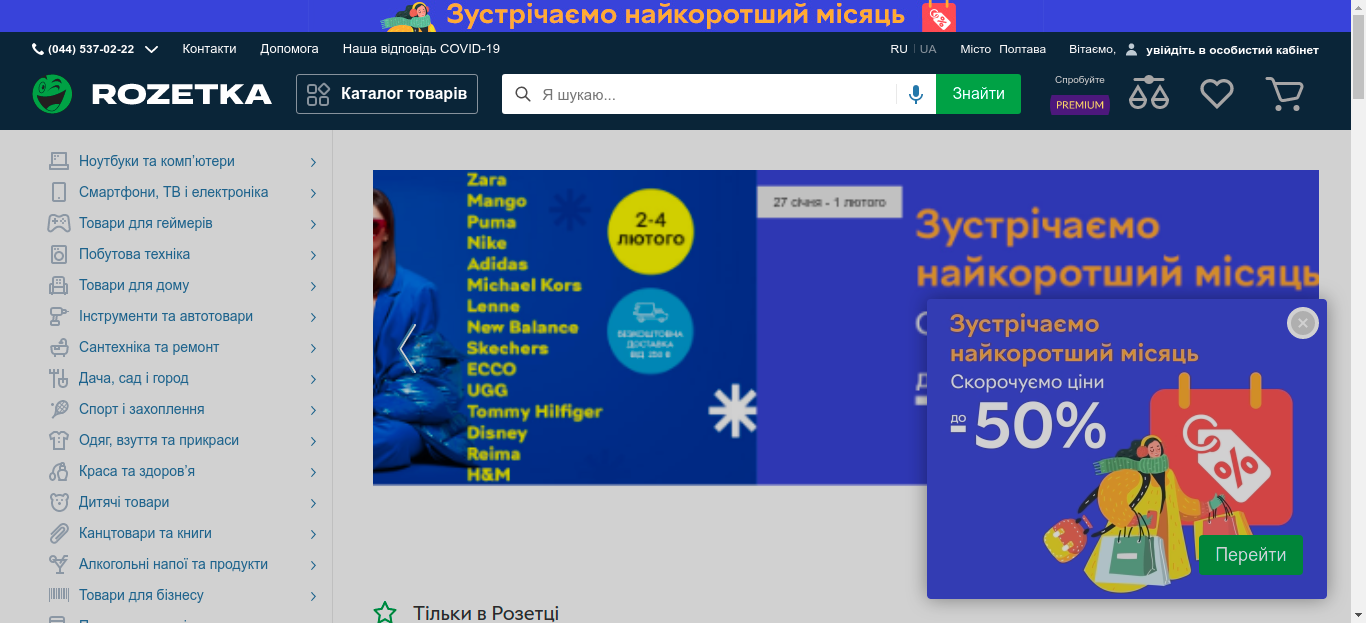 Зустрічаємо найкоротший місяць
(044) 537-02-22
Контакти
Допомога
Наша відповідь COVID-19
RU
UA
Місто Полтава
Вітаємо, увійдіть в особистий кабінет
ROZETKA
Каталог товарів
Я шукаю...
Знайти
Спробуйте
PREMIUM
Ноутбуки та комп'ютери
Смартфони, ТВ і електроніка
Товари для геймерів
Побутова техніка
Товари для дому
Інструменти та автотовари
Сантехніка та ремонт
Дача, сад і город
Спорт і захоплення
Одяг, взуття та прикраси
Краса та здоров'я
Дитячі товари
Канцтовари та книги
Алкогольні напої та продукти
Товари для бізнесу
Zara
Mango
Puma
Nike
Adidas
Michael Kors
Lenne
New Balance
Skechers
ECCO
UGG
Tommy Hilfiger
Disney
Reima
H&M
2-4
ЛЮТОГО
БЕЗКОШТОВНА
ДОСТАВКА
ВІД 250 ₴
27 січня - 1 лютого
Зустрічаємо
найкоротший місяць
Зустрічаємо
найкоротший місяць
Скорочуємо ціни
до
-50%
%
Перейти
Тільки в Розетці